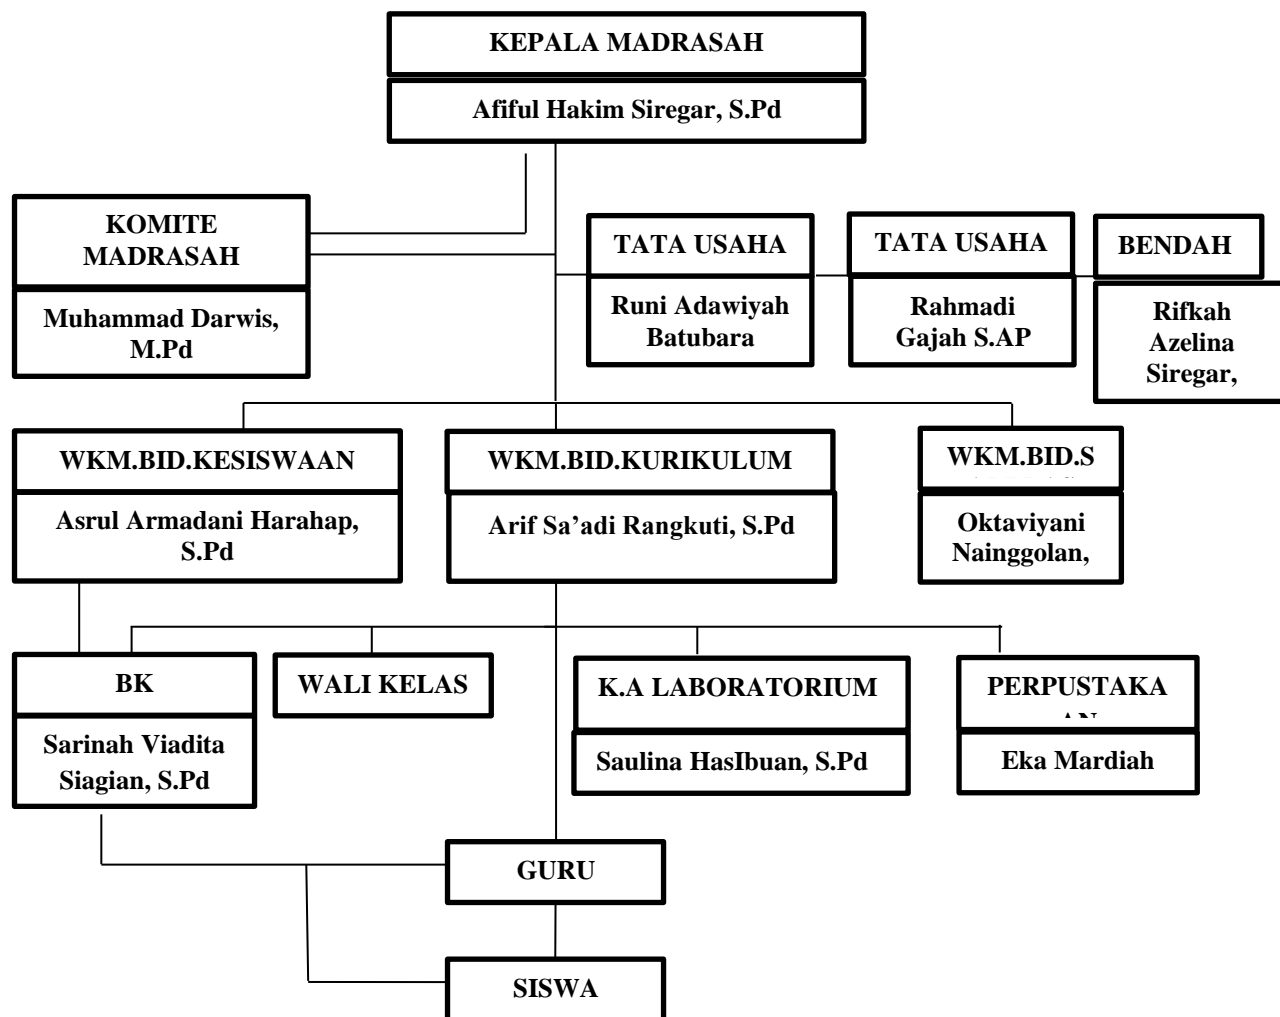 KEPALA MADRASAH
Afiful Hakim Siregar, S.Pd
KOMITE
MADRASAH
Muhammad Darwis,
M.Pd
TATA USAHA
Runi Adawiyah
Batubara
TATA USAHA
Rahmadi
Gajah S.AP
BENDAH
Rifkah
Azelina
Siregar,
WKM.BID.KESISWAAN
Asrul Armadani Harahap,
S.Pd
WKM.BID.KURIKULUM
Arif Sa’adi Rangkuti, S.Pd
WKM.BID.S
Oktaviyani
Nainggolan,
BK
Sarinah Viadita
Siagian, S.Pd
WALI KELAS
K.A LABORATORIUM
Saulina HasIbuan, S.Pd
PERPUSTAKA
AN
Eka Mardiah
GURU
SISWA